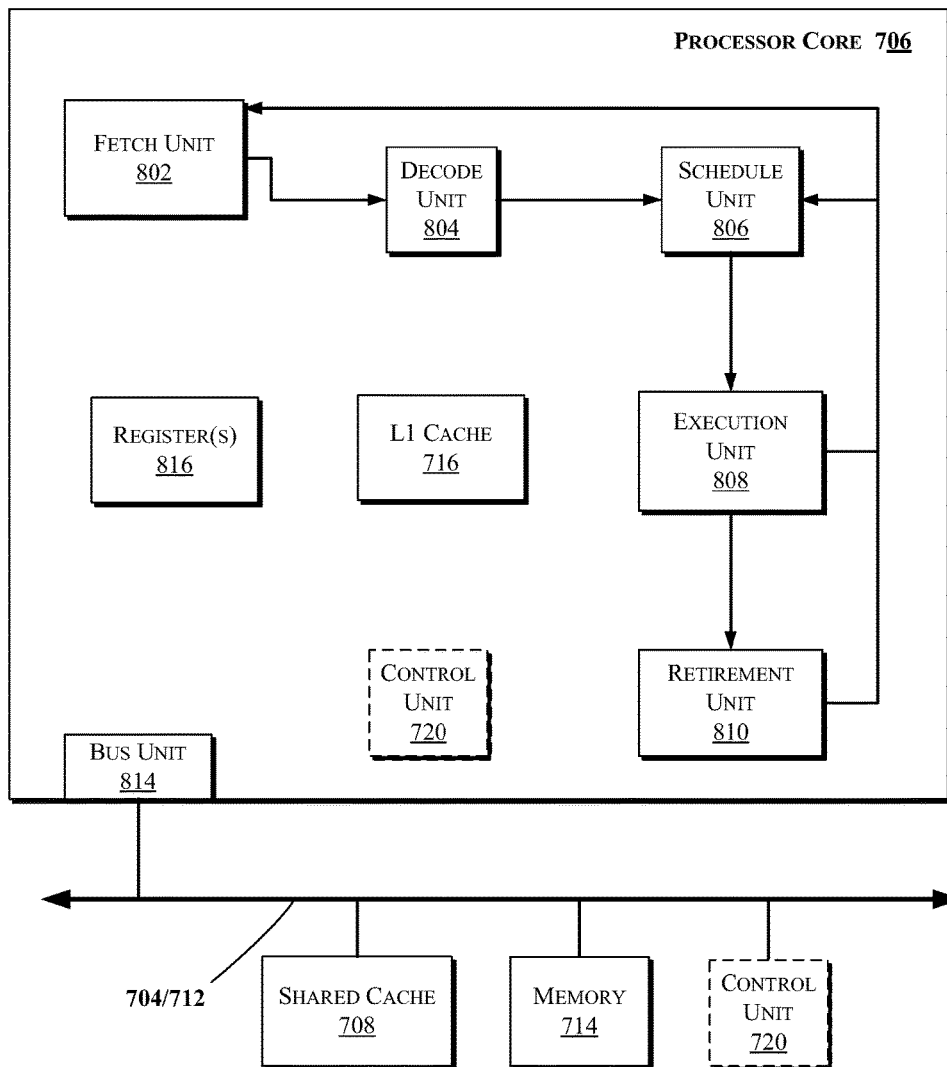 PROCESSOR CORE 706
FETCH UNIT
802
DECODE
UNIT
804
SCHEDULE
UNIT
806
REGISTER(S)
816
L1 CACHE
716
EXECUTION
UNIT
808
CONTROL
UNIT
720
RETIREMENT
UNIT
810
BUS UNIT
814
704/712
SHARED CACHE
708
MEMORY
714
CONTROL
UNIT
720